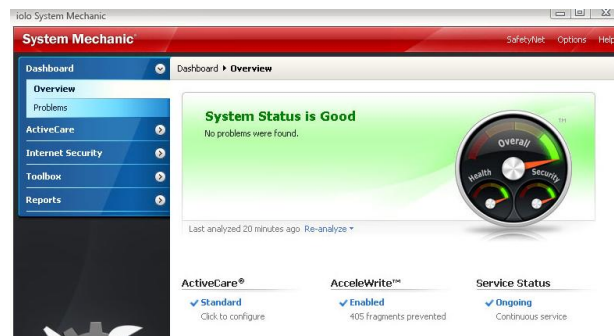 iolo System Mechanic
System Mechanic®
SafetyNet Options Help
Dashboard
Dashboard ▸ Overview
Overview
Problems
ActiveCare
Internet Security
Toolbox
Reports
System Status is Good
No problems were found.
TM
Overall
Health
Security
Last analyzed 20 minutes ago Re-analyze
ActiveCare®
Standard
Click to configure
AcceleWrite™
Enabled
405 fragments prevented
Service Status
Ongoing
Continuous service